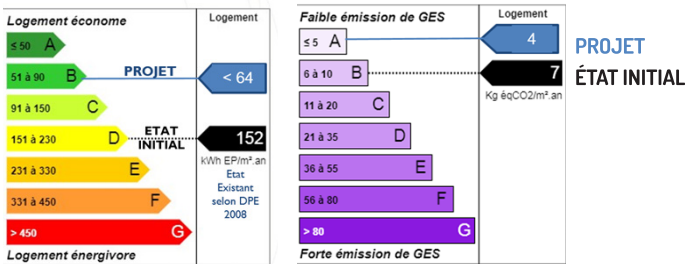 Logement économe
Logement
≤ 50 A
51 à 90 B
PROJET
< 64
91 à 150 C
151 à 230 D
ETAT
INITIAL
152
kWh EP/m².an
Etat
Existant
selon DPE
2008
231 à 330 E
331 à 450 F
> 450 G
Logement énergivore
Faible émission de GES
Logement
≤ 5 A
4
6 à 10 B
7
Kg éqCO2/m².an
11 à 20 C
21 à 35 D
36 à 55 E
56 à 80 F
> 80 G
Forte émission de GES
PROJET
ÉTAT INITIAL